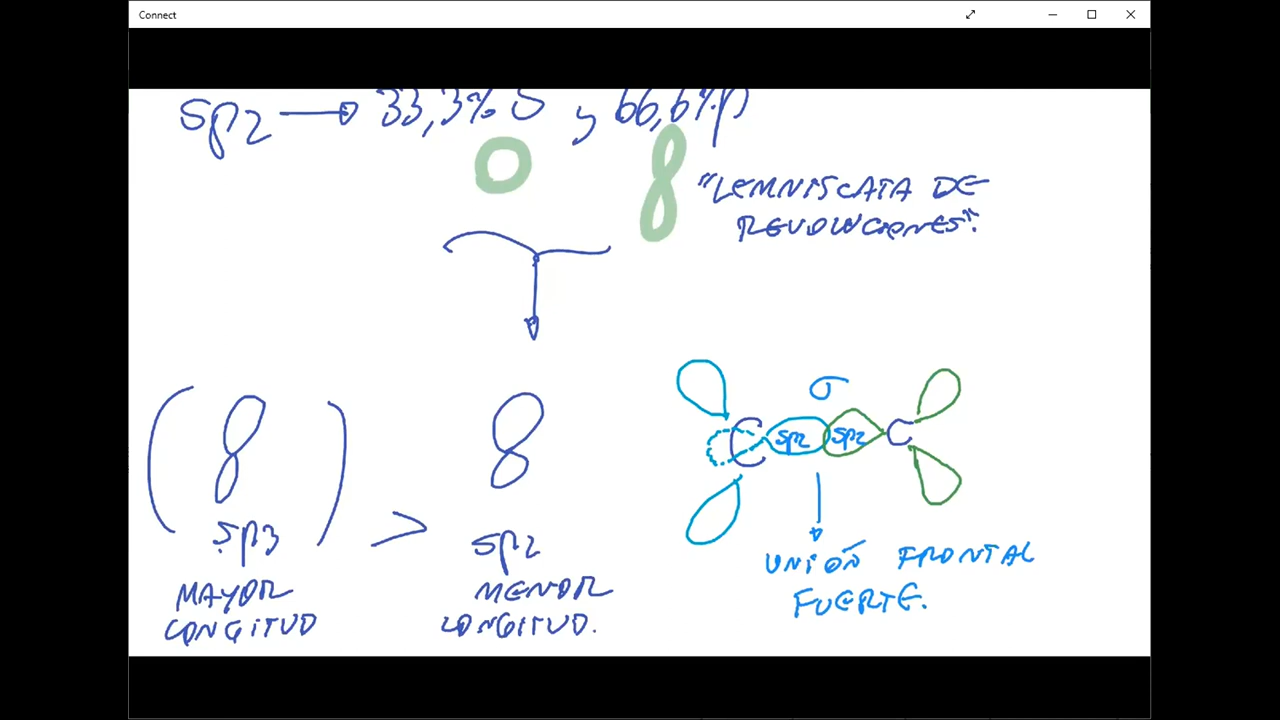 Connect
sp2 → 33,3% S y 66,6% p
"LEMNISCATA DE
REVOLUCIONES".
σ
C sp2 sp2 C
sp3 > sp2
MAYOR
LONGITUD
MENOR
LONGITUD.
UNIÓN FRONTAL
FUERTE.